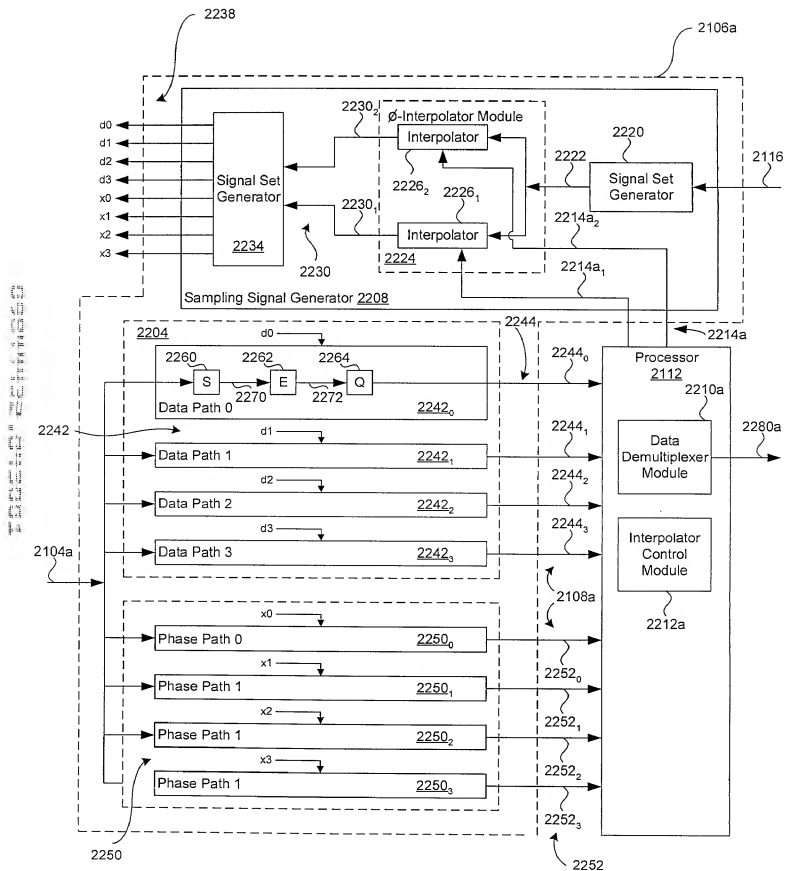 2238
2106a
Ø-Interpolator Module
d0
d1
d2
d3
x0
x1
x2
x3
Signal Set
Generator
2234
2230₂
2230₁
2230
Interpolator
2226₂
2226₁
Interpolator
2224
2222
2220
Signal Set
Generator
2116
2214a₂
2214a₁
Sampling Signal Generator 2208
2214a
2204
d0
2260
S
2270
2262
E
2272
2264
Q
Data Path 0
2242₀
2244
2244₀
2242
d1
Data Path 1
2242₁
2244₁
d2
Data Path 2
2242₂
2244₂
d3
Data Path 3
2242₃
2244₃
2104a
2108a
x0
Phase Path 0
2250₀
2252₀
x1
Phase Path 1
2250₁
2252₁
x2
Phase Path 1
2250₂
2252₂
x3
Phase Path 1
2250₃
2252₃
2250
2252
Processor
2112
2210a
Data
Demultiplexer
Module
2280a
Interpolator
Control
Module
2212a